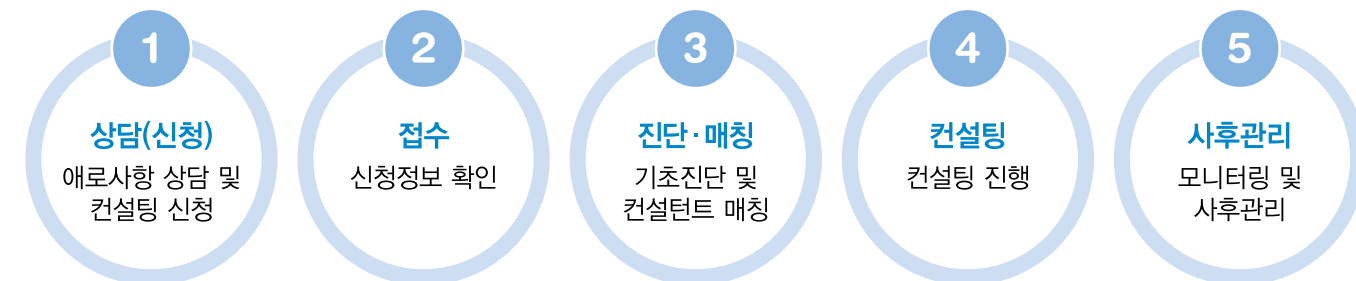 1
상담(신청)
애로사항 상담 및
컨설팅 신청
2
접수
신청정보 확인
3
진단·매칭
기초진단 및
컨설턴트 매칭
4
컨설팅
컨설팅 진행
5
사후관리
모니터링 및
사후관리